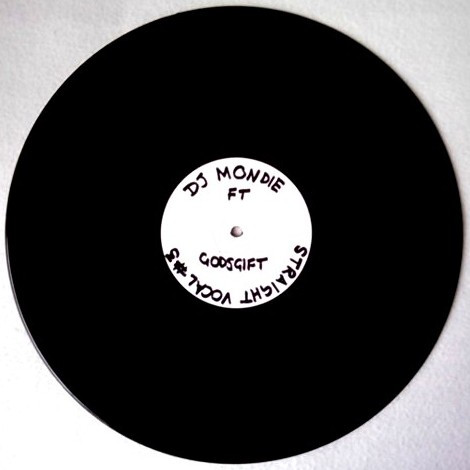 DJ MONDIE
FT
GODSGIFT
STRAIGHT VOCAL #3